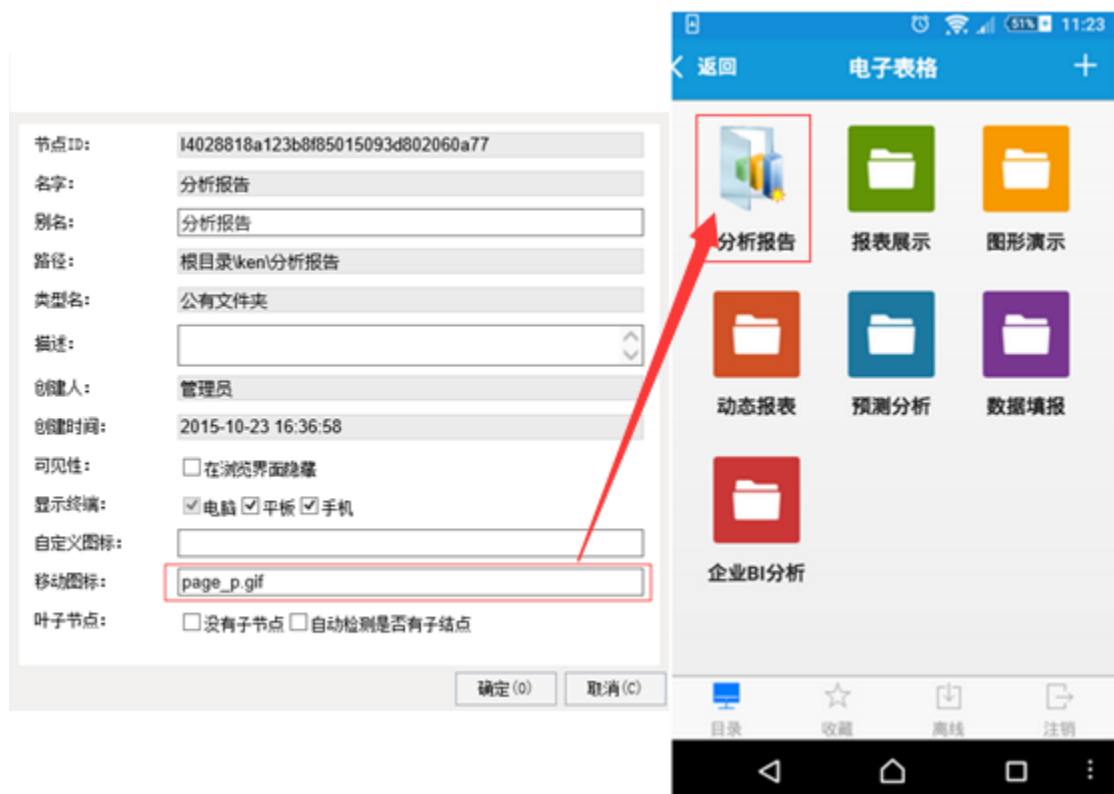 节点ID: I4028818a123b8f85015093d802060a77
名字: 分析报告
别名: 分析报告
路径: 根目录\ken\分析报告
类型名: 公有文件夹
描述:
创建人: 管理员
创建时间: 2015-10-23 16:36:58
可见性: 在浏览界面隐藏
显示终端: 电脑 平板 手机
自定义图标:
移动图标: page_p.gif
叶子节点: 没有子节点 自动检测是否有子结点
确定(O) 取消(C)
51% 11:23
返回 电子表格
分析报告 报表展示 图形演示
动态报表 预测分析 数据填报
企业BI分析
目录 收藏 离线 注销